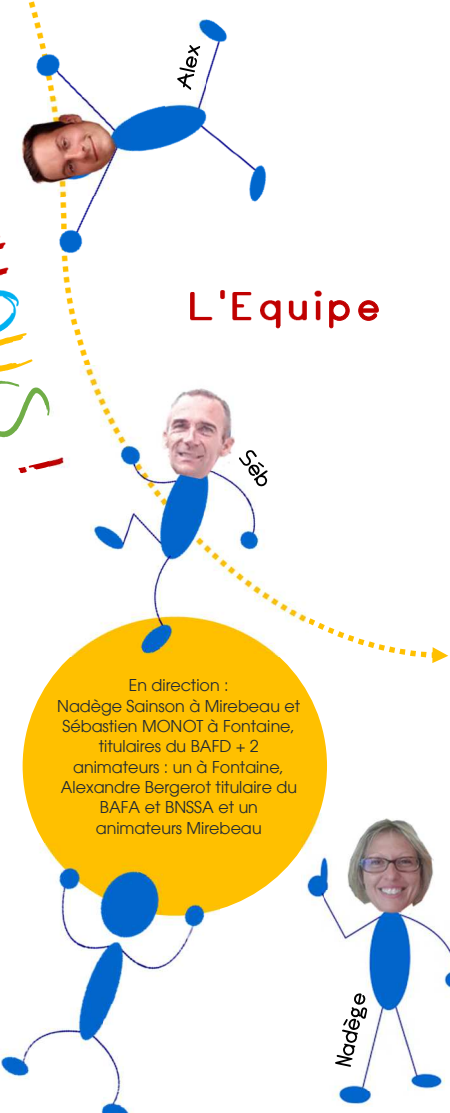 Alex
L'Equipe
!
Séb
En direction :
Nadège Sainson à Mirebeau et
Sébastien MONOT à Fontaine,
titulaires du BAFD + 2
animateurs : un à Fontaine,
Alexandre Bergerot titulaire du
BAFA et BNSSA et un
animateurs Mirebeau
Nadège